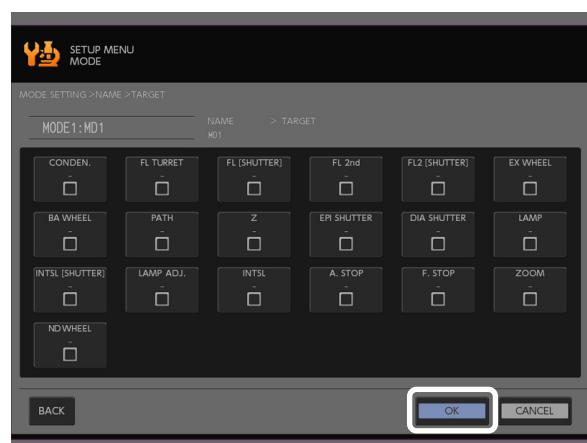 SETUP MENU
MODE
MODE SETTING >NAME >TARGET
MODE1:MD1
NAME > TARGET
MD1
CONDEN. FL TURRET FL [SHUTTER] FL 2nd FL2 [SHUTTER] EX WHEEL
- - - - - -
BA WHEEL PATH Z EPI SHUTTER DIA SHUTTER LAMP
- - - - - -
INTSL [SHUTTER] LAMP ADJ. INTSL A. STOP F. STOP ZOOM
- - - - - -
ND WHEEL
-
BACK OK CANCEL